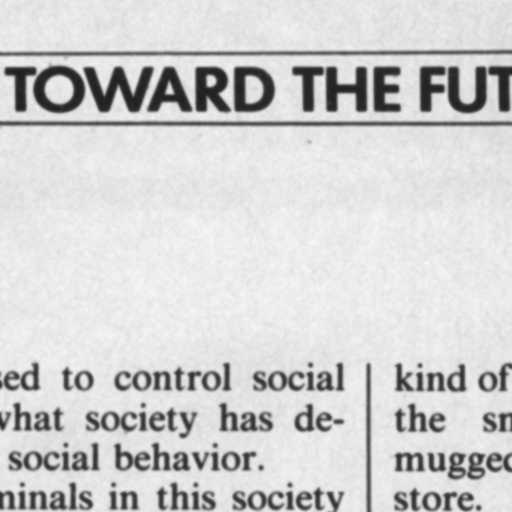 TOWARD THE FUT
sed to control social
what society has de-
social behavior.
minals in this society
kind of
the sn
mugged
store.